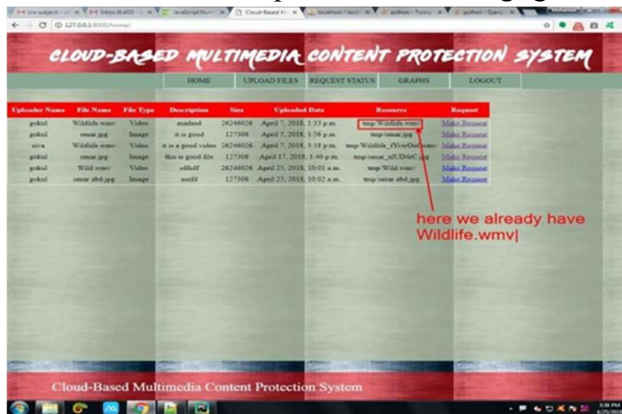 127.0.0.1:8000/home/
CLOUD-BASED MULTIMEDIA CONTENT PROTECTION SYSTEM
HOME UPLOAD FILES REQUEST STATUS GRAPHS LOGOUT
Uploader Name File Name File Type Description Size Uploaded Date Resource Request
gokul Wildlife.wmv Video 26246026 April 7, 2018, 1:33 p.m. tmp/Wildlife.wmv Make Request
gokul omar.jpg Image it is good 127308 April 7, 2018, 1:56 p.m. tmp/omar.jpg Make Request
siva Video it is a good video 26246026 April 7, 2018, 3:18 p.m. Make Request
gokul omar.jpg Image this is good file 127308 April 17, 2018, 1:40 p.m. Make Request
gokul Wild.wmv Video 26246026 April 25, 2018, 10:01 a.m. tmp/Wild.wmv Make Request
gokul omar abd.jpg Image 127308 April 25, 2018, 10:02 a.m. tmp/omar abd.jpg Make Request
here we already have
Wildlife.wmv|
Cloud-Based Multimedia Content Protection System
3:38 PM